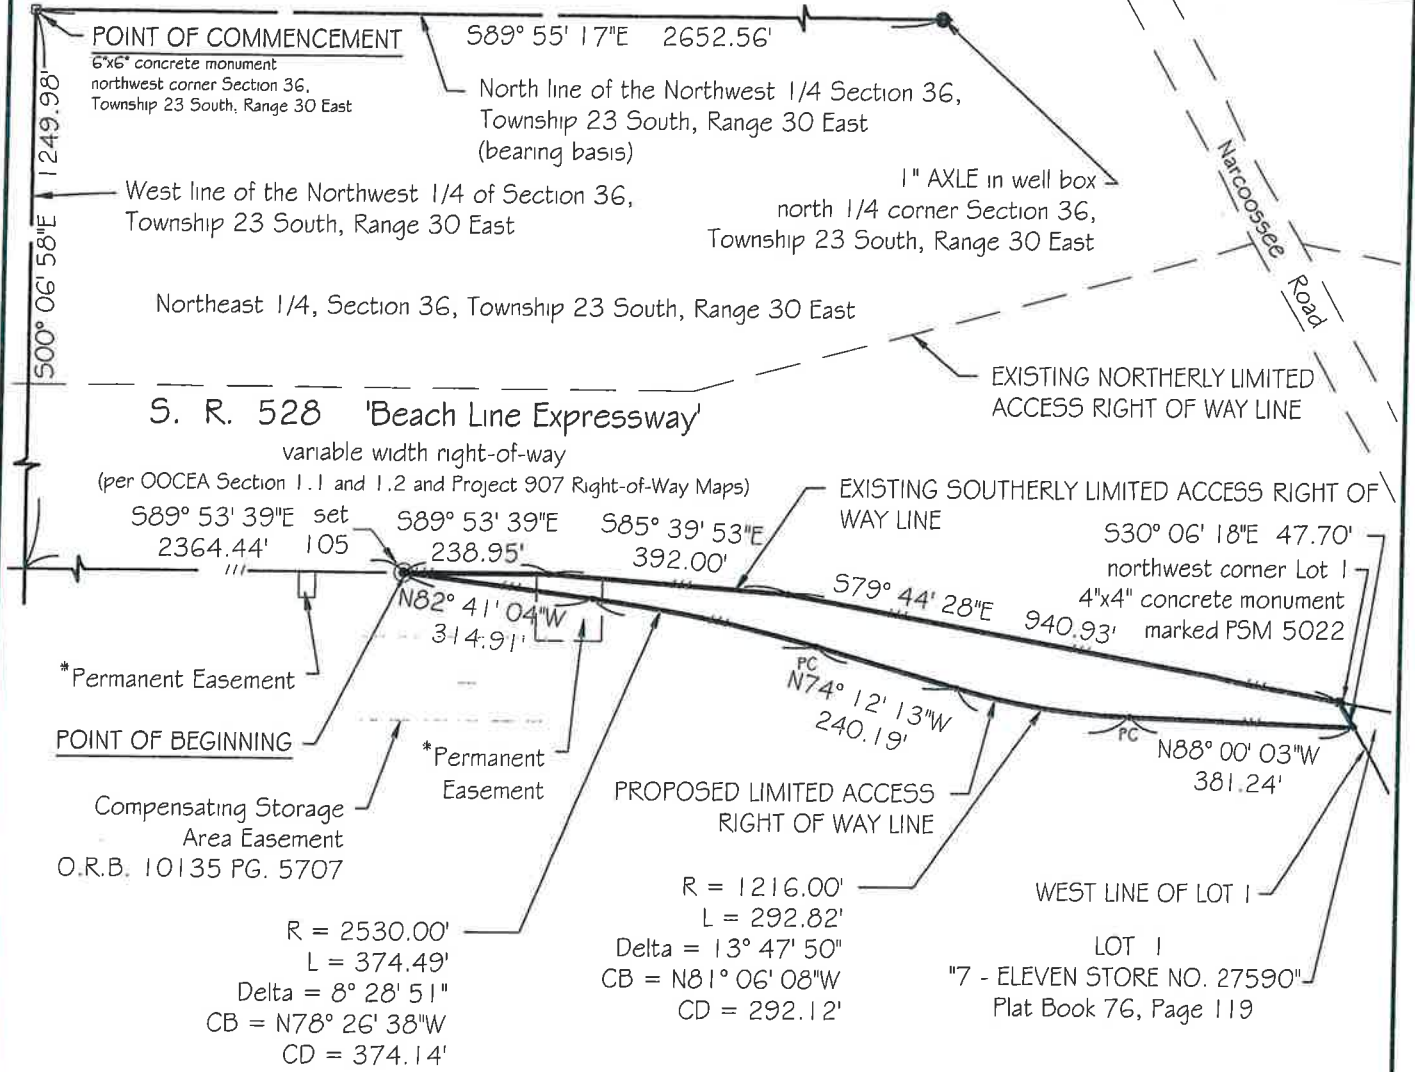 POINT OF COMMENCEMENT
6"x6" concrete monument
northwest corner Section 36,
Township 23 South, Range 30 East
S89° 55' 17"E 2652.56'
North line of the Northwest 1/4 Section 36,
Township 23 South, Range 30 East
(bearing basis)
S00° 06' 58"E 1249.98'
West line of the Northwest 1/4 of Section 36,
Township 23 South, Range 30 East
1" AXLE in well box
north 1/4 corner Section 36,
Township 23 South, Range 30 East
Narcoossee Road
Northeast 1/4, Section 36, Township 23 South, Range 30 East
EXISTING NORTHERLY LIMITED
ACCESS RIGHT OF WAY LINE
S. R. 528 'Beach Line Expressway'
variable width right-of-way
(per OOCEA Section 1.1 and 1.2 and Project 907 Right-of-Way Maps)
EXISTING SOUTHERLY LIMITED ACCESS RIGHT OF
WAY LINE
S89° 53' 39"E
2364.44'
set
105
S89° 53' 39"E
238.95'
S85° 39' 53"E
392.00'
S79° 44' 28"E
940.93'
S30° 06' 18"E 47.70'
northwest corner Lot 1
4"x4" concrete monument
marked PSM 5022
N82° 41' 04"W
314.91'
*Permanent Easement
POINT OF BEGINNING
*Permanent
Easement
PC
N74° 12' 13"W
240.19'
PC
N88° 00' 03"W
381.24'
Compensating Storage
Area Easement
O.R.B. 10135 PG. 5707
PROPOSED LIMITED ACCESS
RIGHT OF WAY LINE
R = 2530.00'
L = 374.49'
Delta = 8° 28' 51"
CB = N78° 26' 38"W
CD = 374.14'
R = 1216.00'
L = 292.82'
Delta = 13° 47' 50"
CB = N81° 06' 08"W
CD = 292.12'
WEST LINE OF LOT 1
LOT 1
"7 - ELEVEN STORE NO. 27590"
Plat Book 76, Page 119